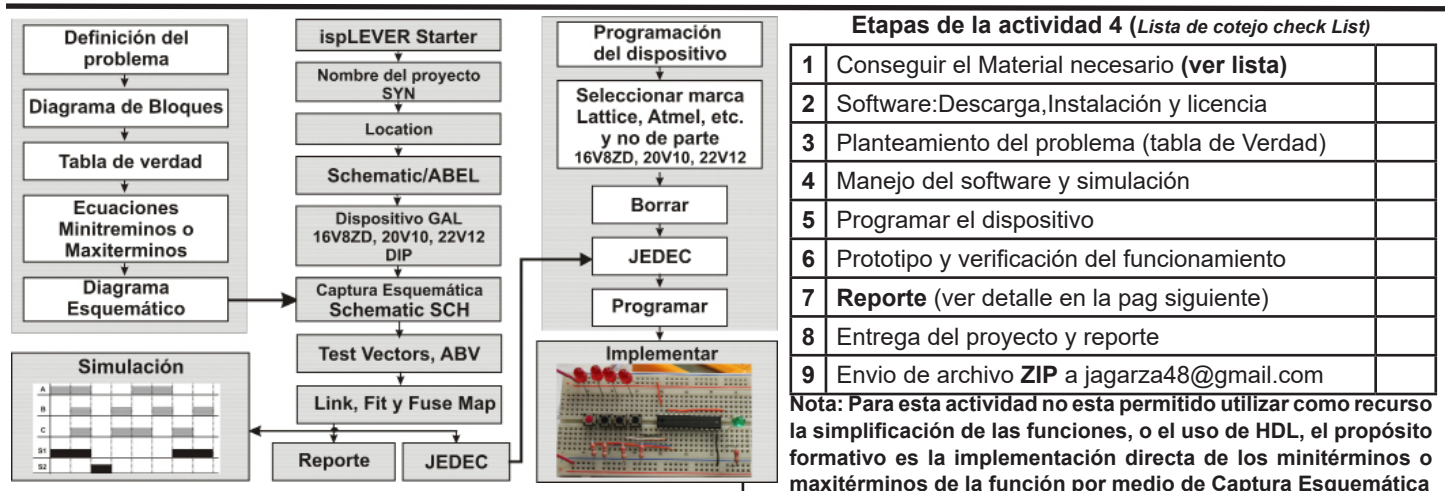 Definición del
problema
Diagrama de Bloques
Tabla de verdad
Ecuaciones
Minitreminos o
Maxiterminos
Diagrama
Esquemático
Simulación
A
B
C
S1
S2
ispLEVER Starter
Nombre del proyecto
SYN
Location
Schematic/ABEL
Dispositivo GAL
16V8ZD, 20V10, 22V12
DIP
Captura Esquemática
Schematic SCH
Test Vectors, ABV
Link, Fit y Fuse Map
Reporte
JEDEC
Programación
del dispositivo
Seleccionar marca
Lattice, Atmel, etc.
y no de parte
16V8ZD, 20V10, 22V12
Borrar
JEDEC
Programar
Implementar
Etapas de la actividad 4 (Lista de cotejo check List)
1 Conseguir el Material necesario (ver lista)
2 Software:Descarga,Instalación y licencia
3 Planteamiento del problema (tabla de Verdad)
4 Manejo del software y simulación
5 Programar el dispositivo
6 Prototipo y verificación del funcionamiento
7 Reporte (ver detalle en la pag siguiente)
8 Entrega del proyecto y reporte
9 Envio de archivo ZIP a jagarza48@gmail.com
Nota: Para esta actividad no esta permitido utilizar como recurso
la simplificación de las funciones, o el uso de HDL, el propósito
formativo es la implementación directa de los minitérminos o
maxitérminos de la función por medio de Captura Esquemática